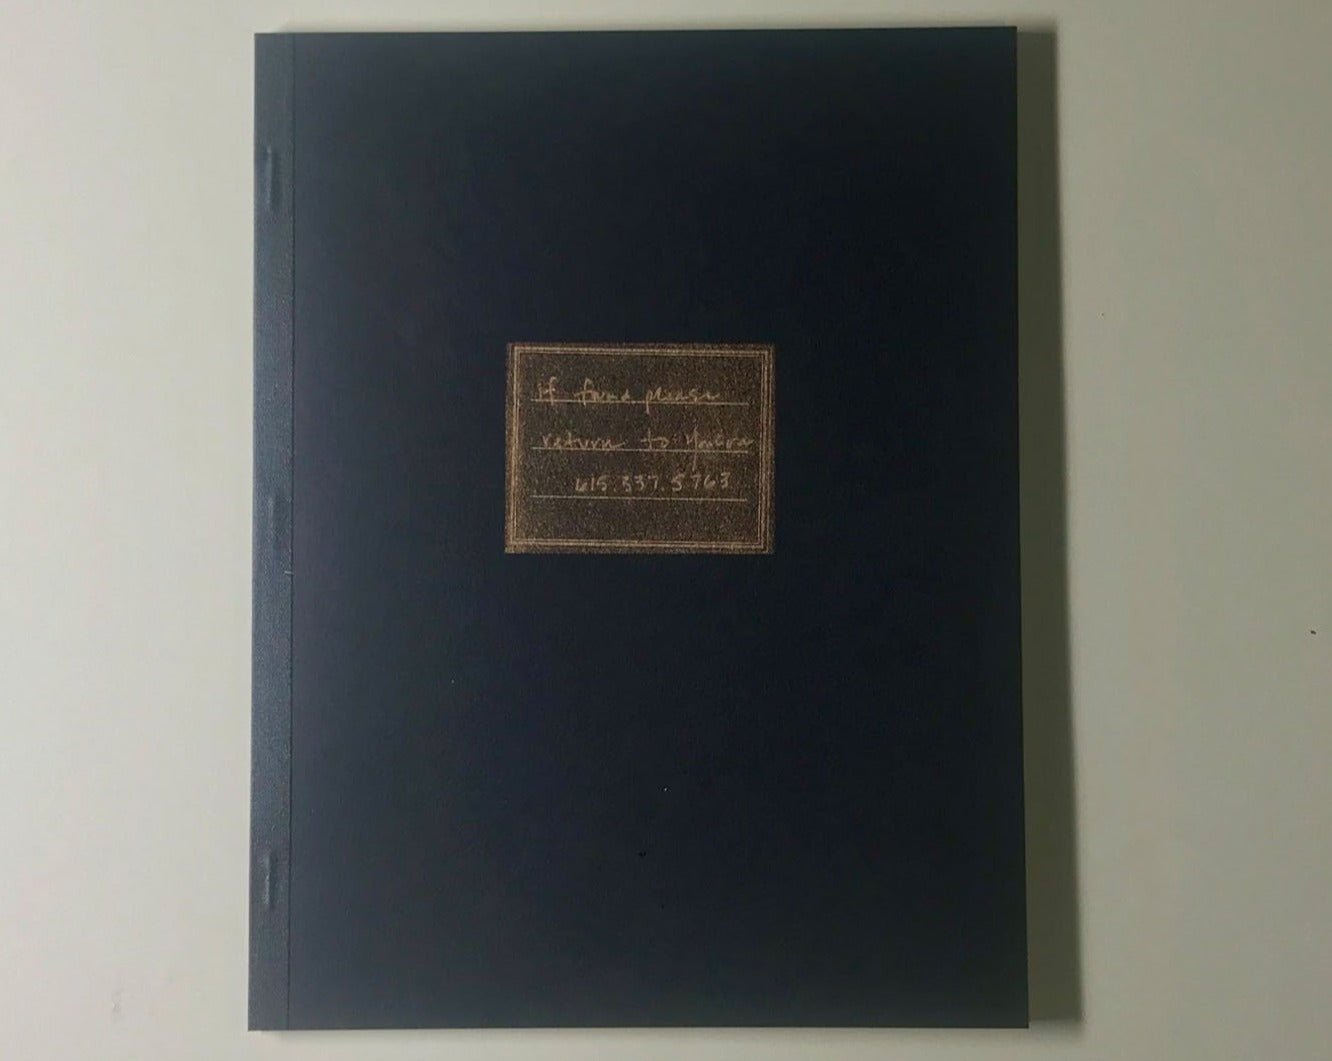 if found please
return to
615.337.5763